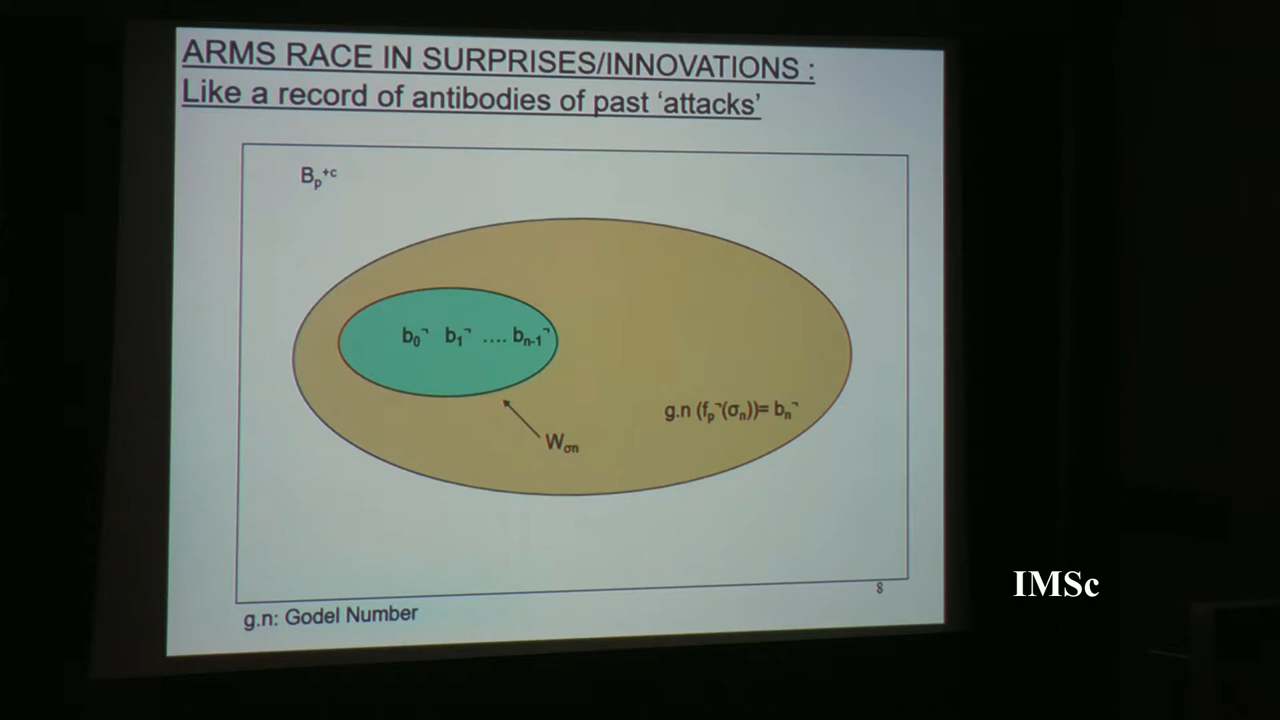 ARMS RACE IN SURPRISES/INNOVATIONS :
Like a record of antibodies of past ‘attacks’
Bp+c
b0¬ b1¬ .... bn-1¬
g.n (fp¬(σn))= bn¬
Wσn
8
g.n: Godel Number
IMSc